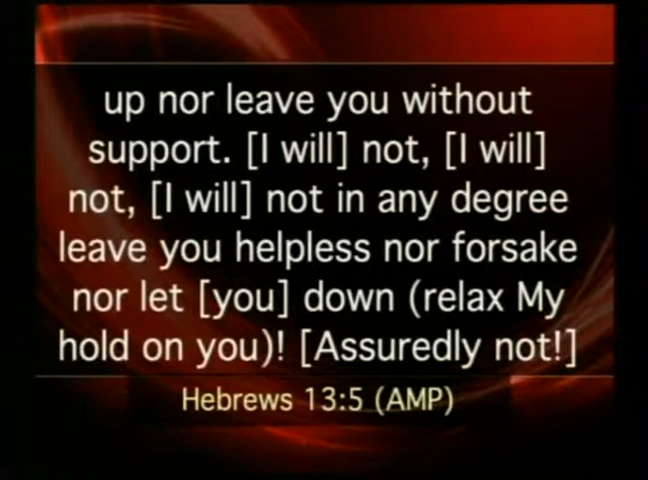 up nor leave you without
support. [I will] not, [I will]
not, [I will] not in any degree
leave you helpless nor forsake
nor let [you] down (relax My
hold on you)! [Assuredly not!]
Hebrews 13:5 (AMP)